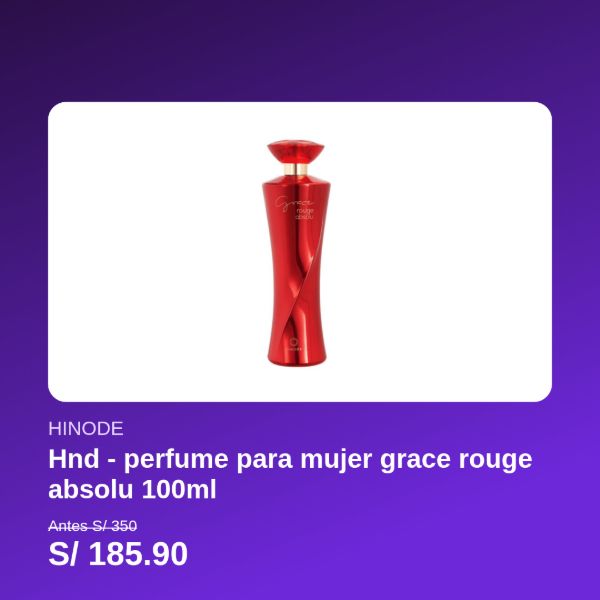 Grace
rouge
absolu
HINODE
Hnd - perfume para mujer grace rouge
absolu 100ml
Antes S/ 350
S/ 185.90